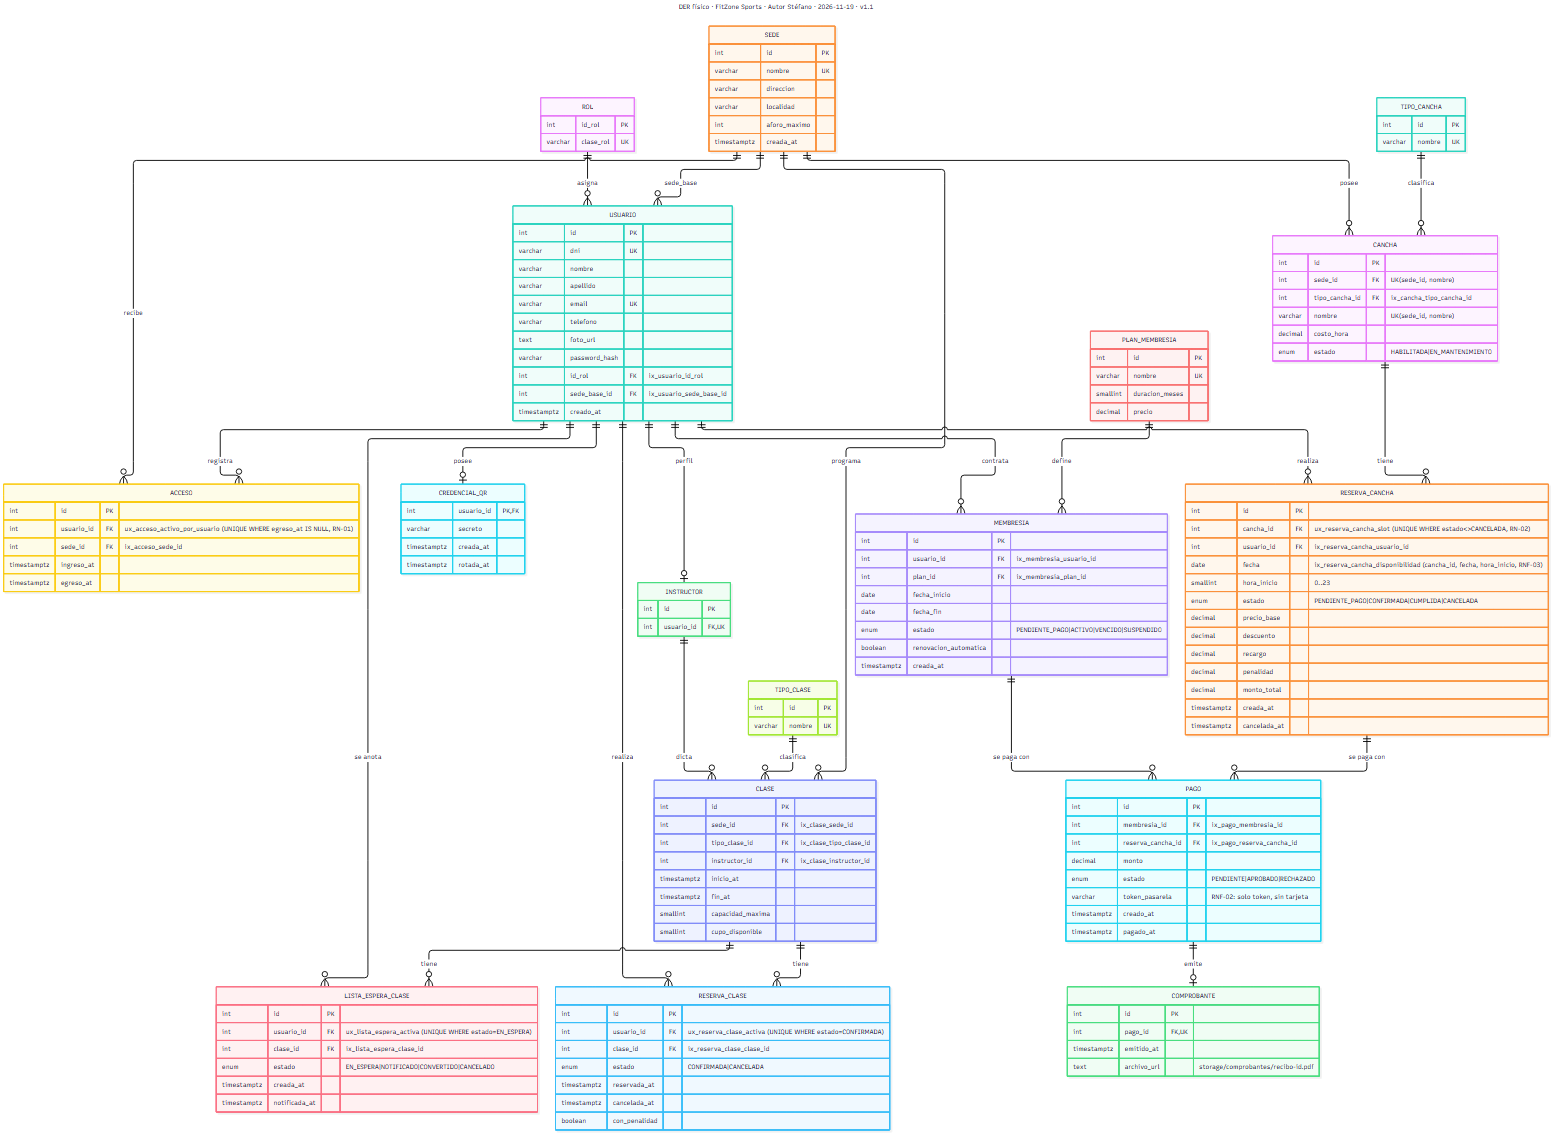 DER físico · FitZone Sports · Autor Stéfano · 2026-11-19 · v1.1
SEDE
int id PK
varchar nombre UK
varchar direccion
varchar localidad
int aforo_maximo
timestamptz creada_at
ROL
int id_rol PK
varchar clase_rol UK
TIPO_CANCHA
int id PK
varchar nombre UK
asigna
sede_base
posee
clasifica
recibe
USUARIO
int id PK
varchar dni UK
varchar nombre
varchar apellido
varchar email UK
varchar telefono
text foto_url
varchar password_hash
int id_rol FK ix_usuario_id_rol
int sede_base_id FK ix_usuario_sede_base_id
timestamptz creado_at
CANCHA
int id PK
int sede_id FK UK(sede_id, nombre)
int tipo_cancha_id FK ix_cancha_tipo_cancha_id
varchar nombre UK(sede_id, nombre)
decimal costo_hora
enum estado HABILITADA|EN_MANTENIMIENTO
PLAN_MEMBRESIA
int id PK
varchar nombre UK
smallint duracion_meses
decimal precio
registra
posee
perfil
programa
contrata
define
realiza
tiene
ACCESO
int id PK
int usuario_id FK ux_acceso_activo_por_usuario (UNIQUE WHERE egreso_at IS NULL, RN-01)
int sede_id FK ix_acceso_sede_id
timestamptz ingreso_at
timestamptz egreso_at
CREDENCIAL_QR
int usuario_id PK,FK
varchar secreto
timestamptz creada_at
timestamptz rotada_at
INSTRUCTOR
int id PK
int usuario_id FK,UK
MEMBRESIA
int id PK
int usuario_id FK ix_membresia_usuario_id
int plan_id FK ix_membresia_plan_id
date fecha_inicio
date fecha_fin
enum estado PENDIENTE_PAGO|ACTIVO|VENCIDO|SUSPENDIDO
boolean renovacion_automatica
timestamptz creada_at
RESERVA_CANCHA
int id PK
int cancha_id FK ux_reserva_cancha_slot (UNIQUE WHERE estado<>CANCELADA, RN-02)
int usuario_id FK ix_reserva_cancha_usuario_id
date fecha ix_reserva_cancha_disponibilidad (cancha_id, fecha, hora_inicio, RNF-03)
smallint hora_inicio 0..23
enum estado PENDIENTE_PAGO|CONFIRMADA|CUMPLIDA|CANCELADA
decimal precio_base
decimal descuento
decimal recargo
decimal penalidad
decimal monto_total
timestamptz creada_at
timestamptz cancelada_at
TIPO_CLASE
int id PK
varchar nombre UK
se anota
realiza
dicta
clasifica
se paga con
se paga con
CLASE
int id PK
int sede_id FK ix_clase_sede_id
int tipo_clase_id FK ix_clase_tipo_clase_id
int instructor_id FK ix_clase_instructor_id
timestamptz inicio_at
timestamptz fin_at
smallint capacidad_maxima
smallint cupo_disponible
PAGO
int id PK
int membresia_id FK ix_pago_membresia_id
int reserva_cancha_id FK ix_pago_reserva_cancha_id
decimal monto
enum estado PENDIENTE|APROBADO|RECHAZADO
varchar token_pasarela RNF-02: solo token, sin tarjeta
timestamptz creado_at
timestamptz pagado_at
tiene
tiene
emite
LISTA_ESPERA_CLASE
int id PK
int usuario_id FK ux_lista_espera_activa (UNIQUE WHERE estado=EN_ESPERA)
int clase_id FK ix_lista_espera_clase_id
enum estado EN_ESPERA|NOTIFICADO|CONVERTIDO|CANCELADO
timestamptz creada_at
timestamptz notificada_at
RESERVA_CLASE
int id PK
int usuario_id FK ux_reserva_clase_activa (UNIQUE WHERE estado=CONFIRMADA)
int clase_id FK ix_reserva_clase_clase_id
enum estado CONFIRMADA|CANCELADA
timestamptz reservada_at
timestamptz cancelada_at
boolean con_penalidad
COMPROBANTE
int id PK
int pago_id FK,UK
timestamptz emitido_at
text archivo_url storage/comprobantes/recibo-id.pdf